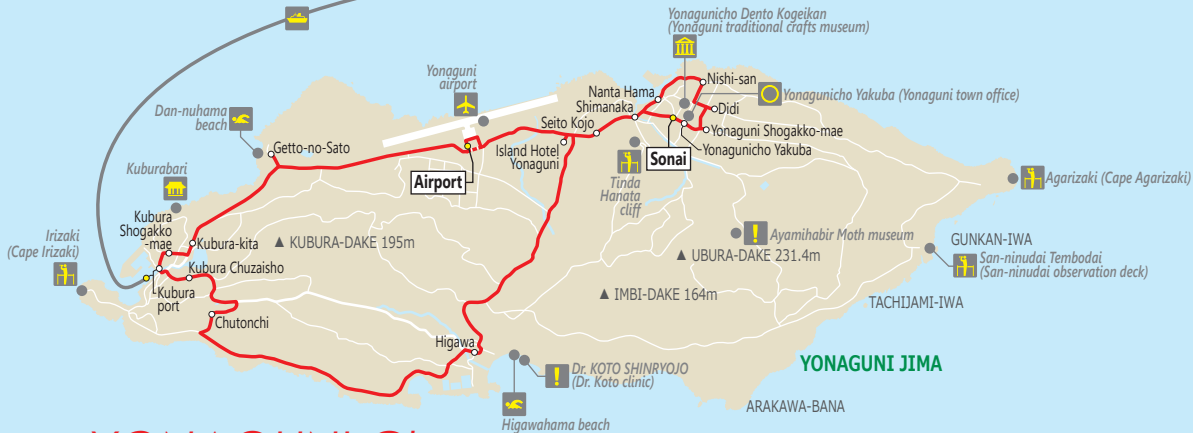 Yonagunicho Dento Kogeikan
(Yonaguni traditional crafts museum)
Yonaguni
airport
Nishi-san
Nanta Hama
Shimanaka
Yonagunicho Yakuba (Yonaguni town office)
Didi
Dan-nuhama
beach
Seito Kojo
Yonaguni Shogakko-mae
Yonagunicho Yakuba
Getto-no-Sato
Island Hotel
Yonaguni
Sonai
Airport
Tinda
Hanata
cliff
Agarizaki (Cape Agarizaki)
Kuburabari
Kubura
Shogakko
-mae
Kubura-kita
▲ KUBURA-DAKE 195m
Ayamihabir Moth museum
GUNKAN-IWA
Irizaki
(Cape Irizaki)
▲ UBURA-DAKE 231.4m
San-ninudai Tembodai
(San-ninudai observation deck)
Kubura Chuzaisho
Kubura
port
▲ IMBI-DAKE 164m
TACHIJAMI-IWA
Chutonchi
Higawa
Dr. KOTO SHINRYOJO
(Dr. Koto clinic)
YONAGUNI JIMA
ARAKAWA-BANA
Higawahama beach